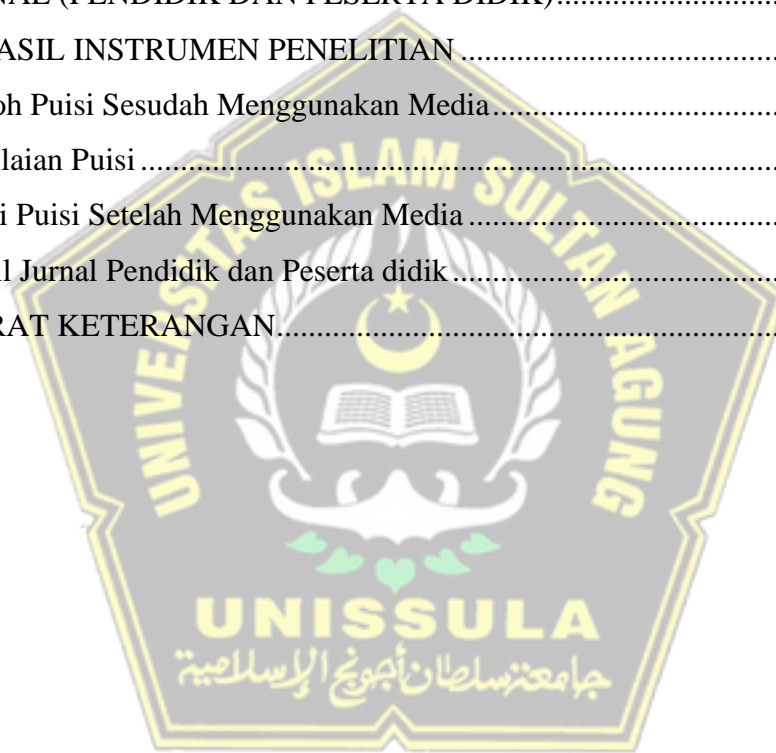 NAL (PENDIDIK DAN PESERTA DIDIK)
ASIL INSTRUMEN PENELITIAN
oh Puisi Sesudah Menggunakan Media
laian Puisi
i Puisi Setelah Menggunakan Media
l Jurnal Pendidik dan Peserta didik
RAT KETERANGAN
UNIVERSITAS ISLAM SULTAN AGUNG
UNISSULA
جامعة سلطان أجونج الإسلامية